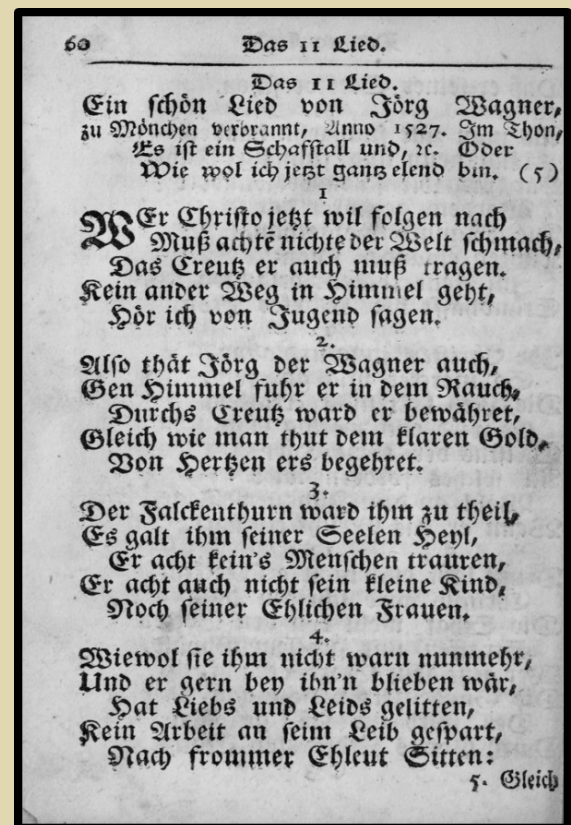 60 Das 11 Lied.
Das 11 Lied.
Ein schön Lied von Jörg Wagner,
zu Mönchen verbrannt, Anno 1527. Im Thon,
Es ist ein Schafstall und, ꝛc. Oder
Wie wol ich jetzt gantz elend bin. (5)
1
WEr Christo jetzt wil folgen nach
Muß achtē nichte der Welt schmach,
Das Creutz er auch muß tragen.
Kein ander Weg in Himmel geht,
Hör ich von Jugend sagen.
2.
Also thät Jörg der Wagner auch,
Gen Himmel fuhr er in dem Rauch,
Durchs Creutz ward er bewähret,
Gleich wie man thut dem klaren Gold,
Von Hertzen ers begehret.
3.
Der Falckenthurn ward ihm zu theil,
Es galt ihm seiner Seelen Heyl,
Er acht kein's Menschen trauren,
Er acht auch nicht sein kleine Kind,
Noch seiner Ehlichen Frauen.
4.
Wiewol sie ihm nicht warn nunmehr,
Und er gern bey ihn'n blieben wär,
Hat Liebs und Leids gelitten,
Kein Arbeit an seim Leib gespart,
Nach frommer Ehleut Sitten:
5. Gleich